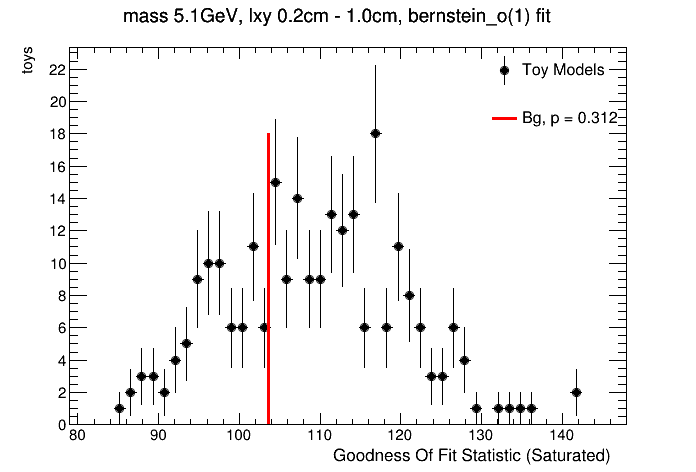 mass 5.1GeV, lxy 0.2cm - 1.0cm, bernstein_o(1) fit
toys
Toy Models
Bg, p = 0.312
22
20
18
16
14
12
10
8
6
4
2
0
80 90 100 110 120 130 140
Goodness Of Fit Statistic (Saturated)